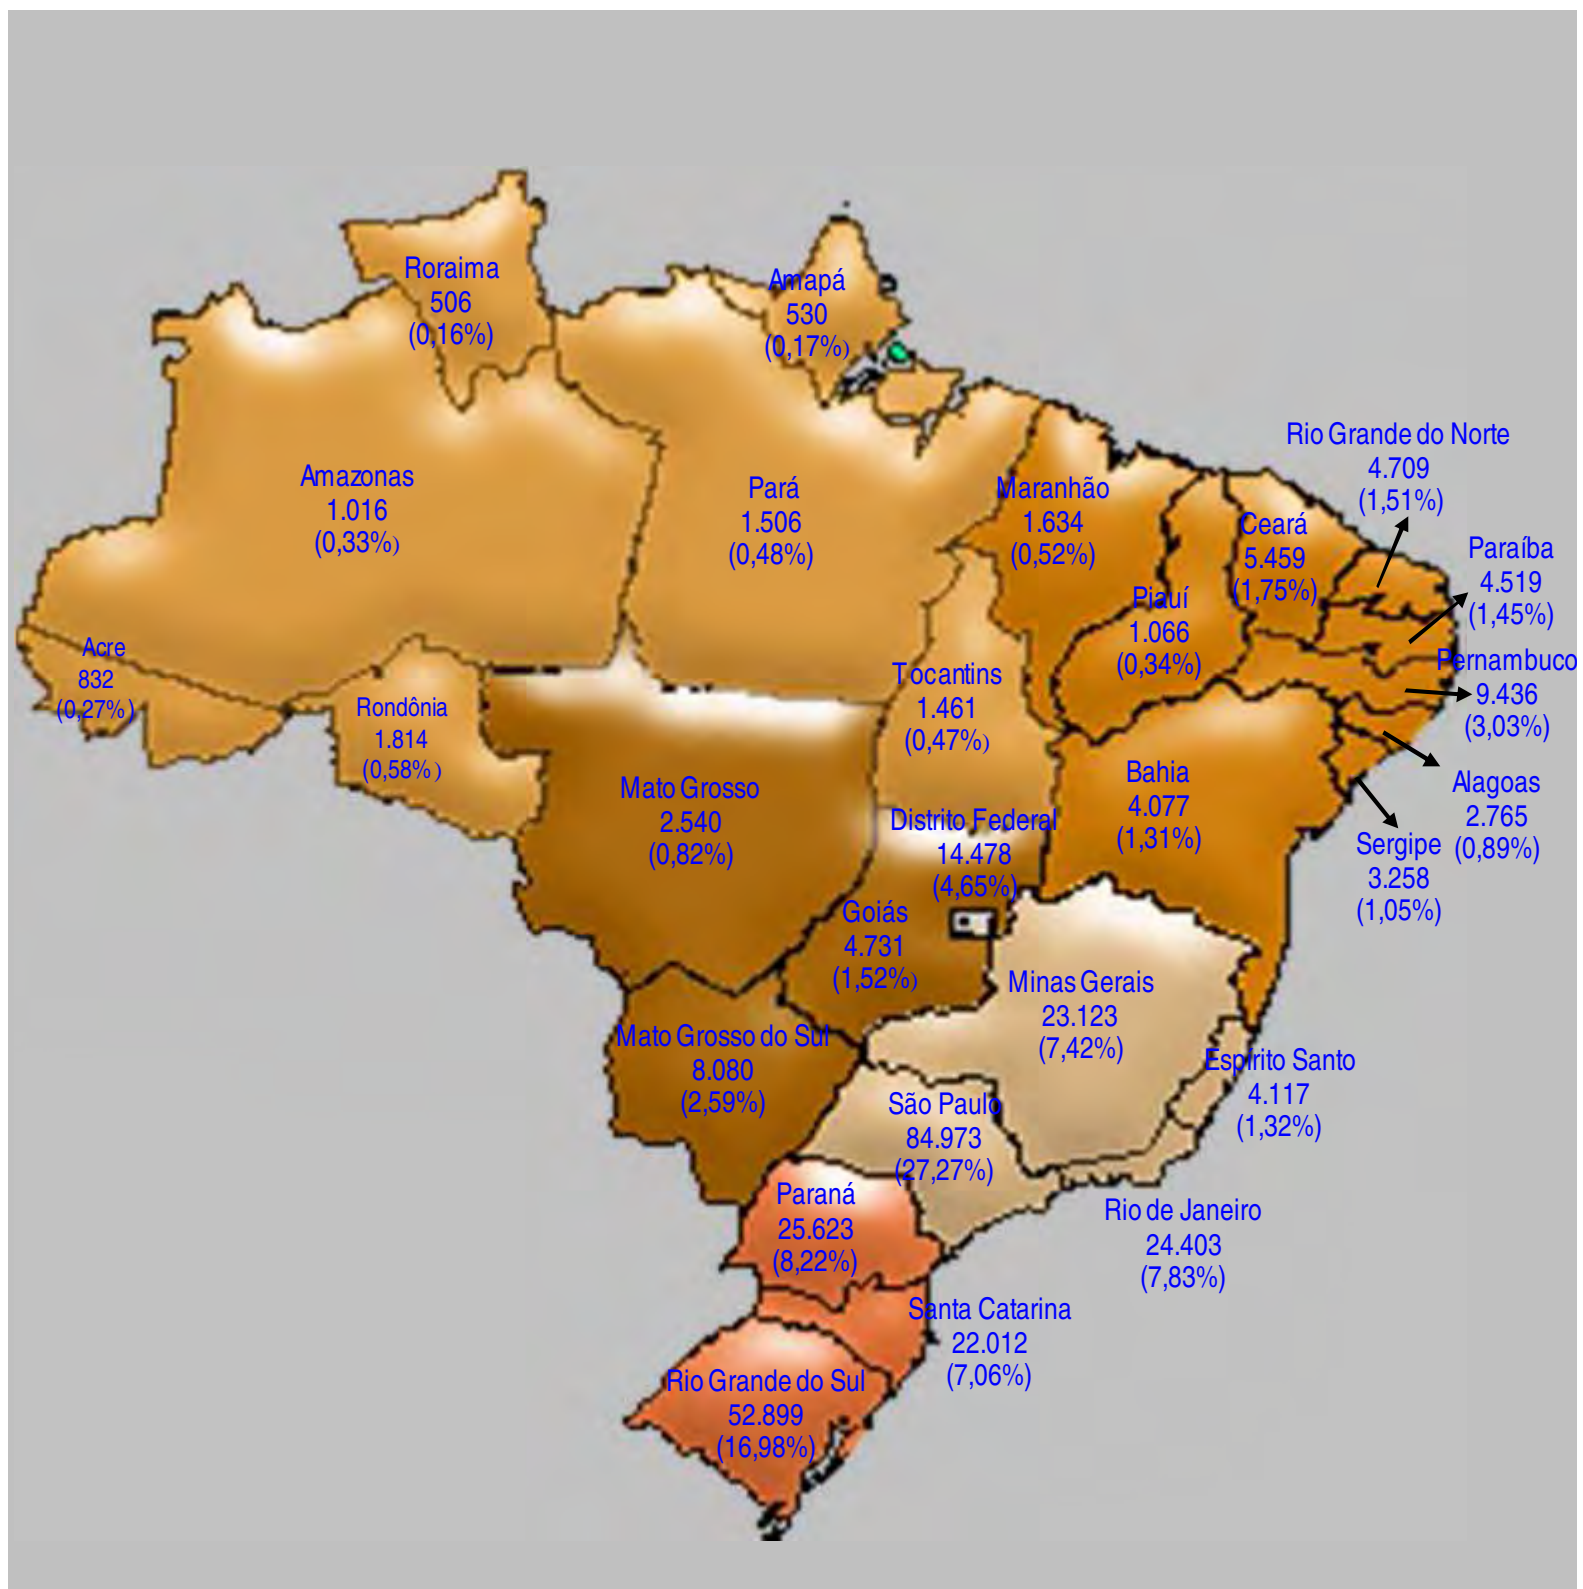 Roraima
506
(0,16%)
Amapá
530
(0,17%)
Rio Grande do Norte
4.709
(1,51%)
Amazonas
1.016
(0,33%)
Pará
1.506
(0,48%)
Maranhão
1.634
(0,52%)
Ceará
5.459
(1,75%)
Paraíba
4.519
(1,45%)
Piauí
1.066
(0,34%)
Acre
832
(0,27%)
Rondônia
1.814
(0,58%)
Tocantins
1.461
(0,47%)
Pernambuco
9.436
(3,03%)
Mato Grosso
2.540
(0,82%)
Bahia
4.077
(1,31%)
Alagoas
2.765
(0,89%)
Distrito Federal
14.478
(4,65%)
Sergipe
3.258
(1,05%)
Goiás
4.731
(1,52%)
Minas Gerais
23.123
(7,42%)
Mato Grosso do Sul
8.080
(2,59%)
Espírito Santo
4.117
(1,32%)
São Paulo
84.973
(27,27%)
Paraná
25.623
(8,22%)
Rio de Janeiro
24.403
(7,83%)
Santa Catarina
22.012
(7,06%)
Rio Grande do Sul
52.899
(16,98%)